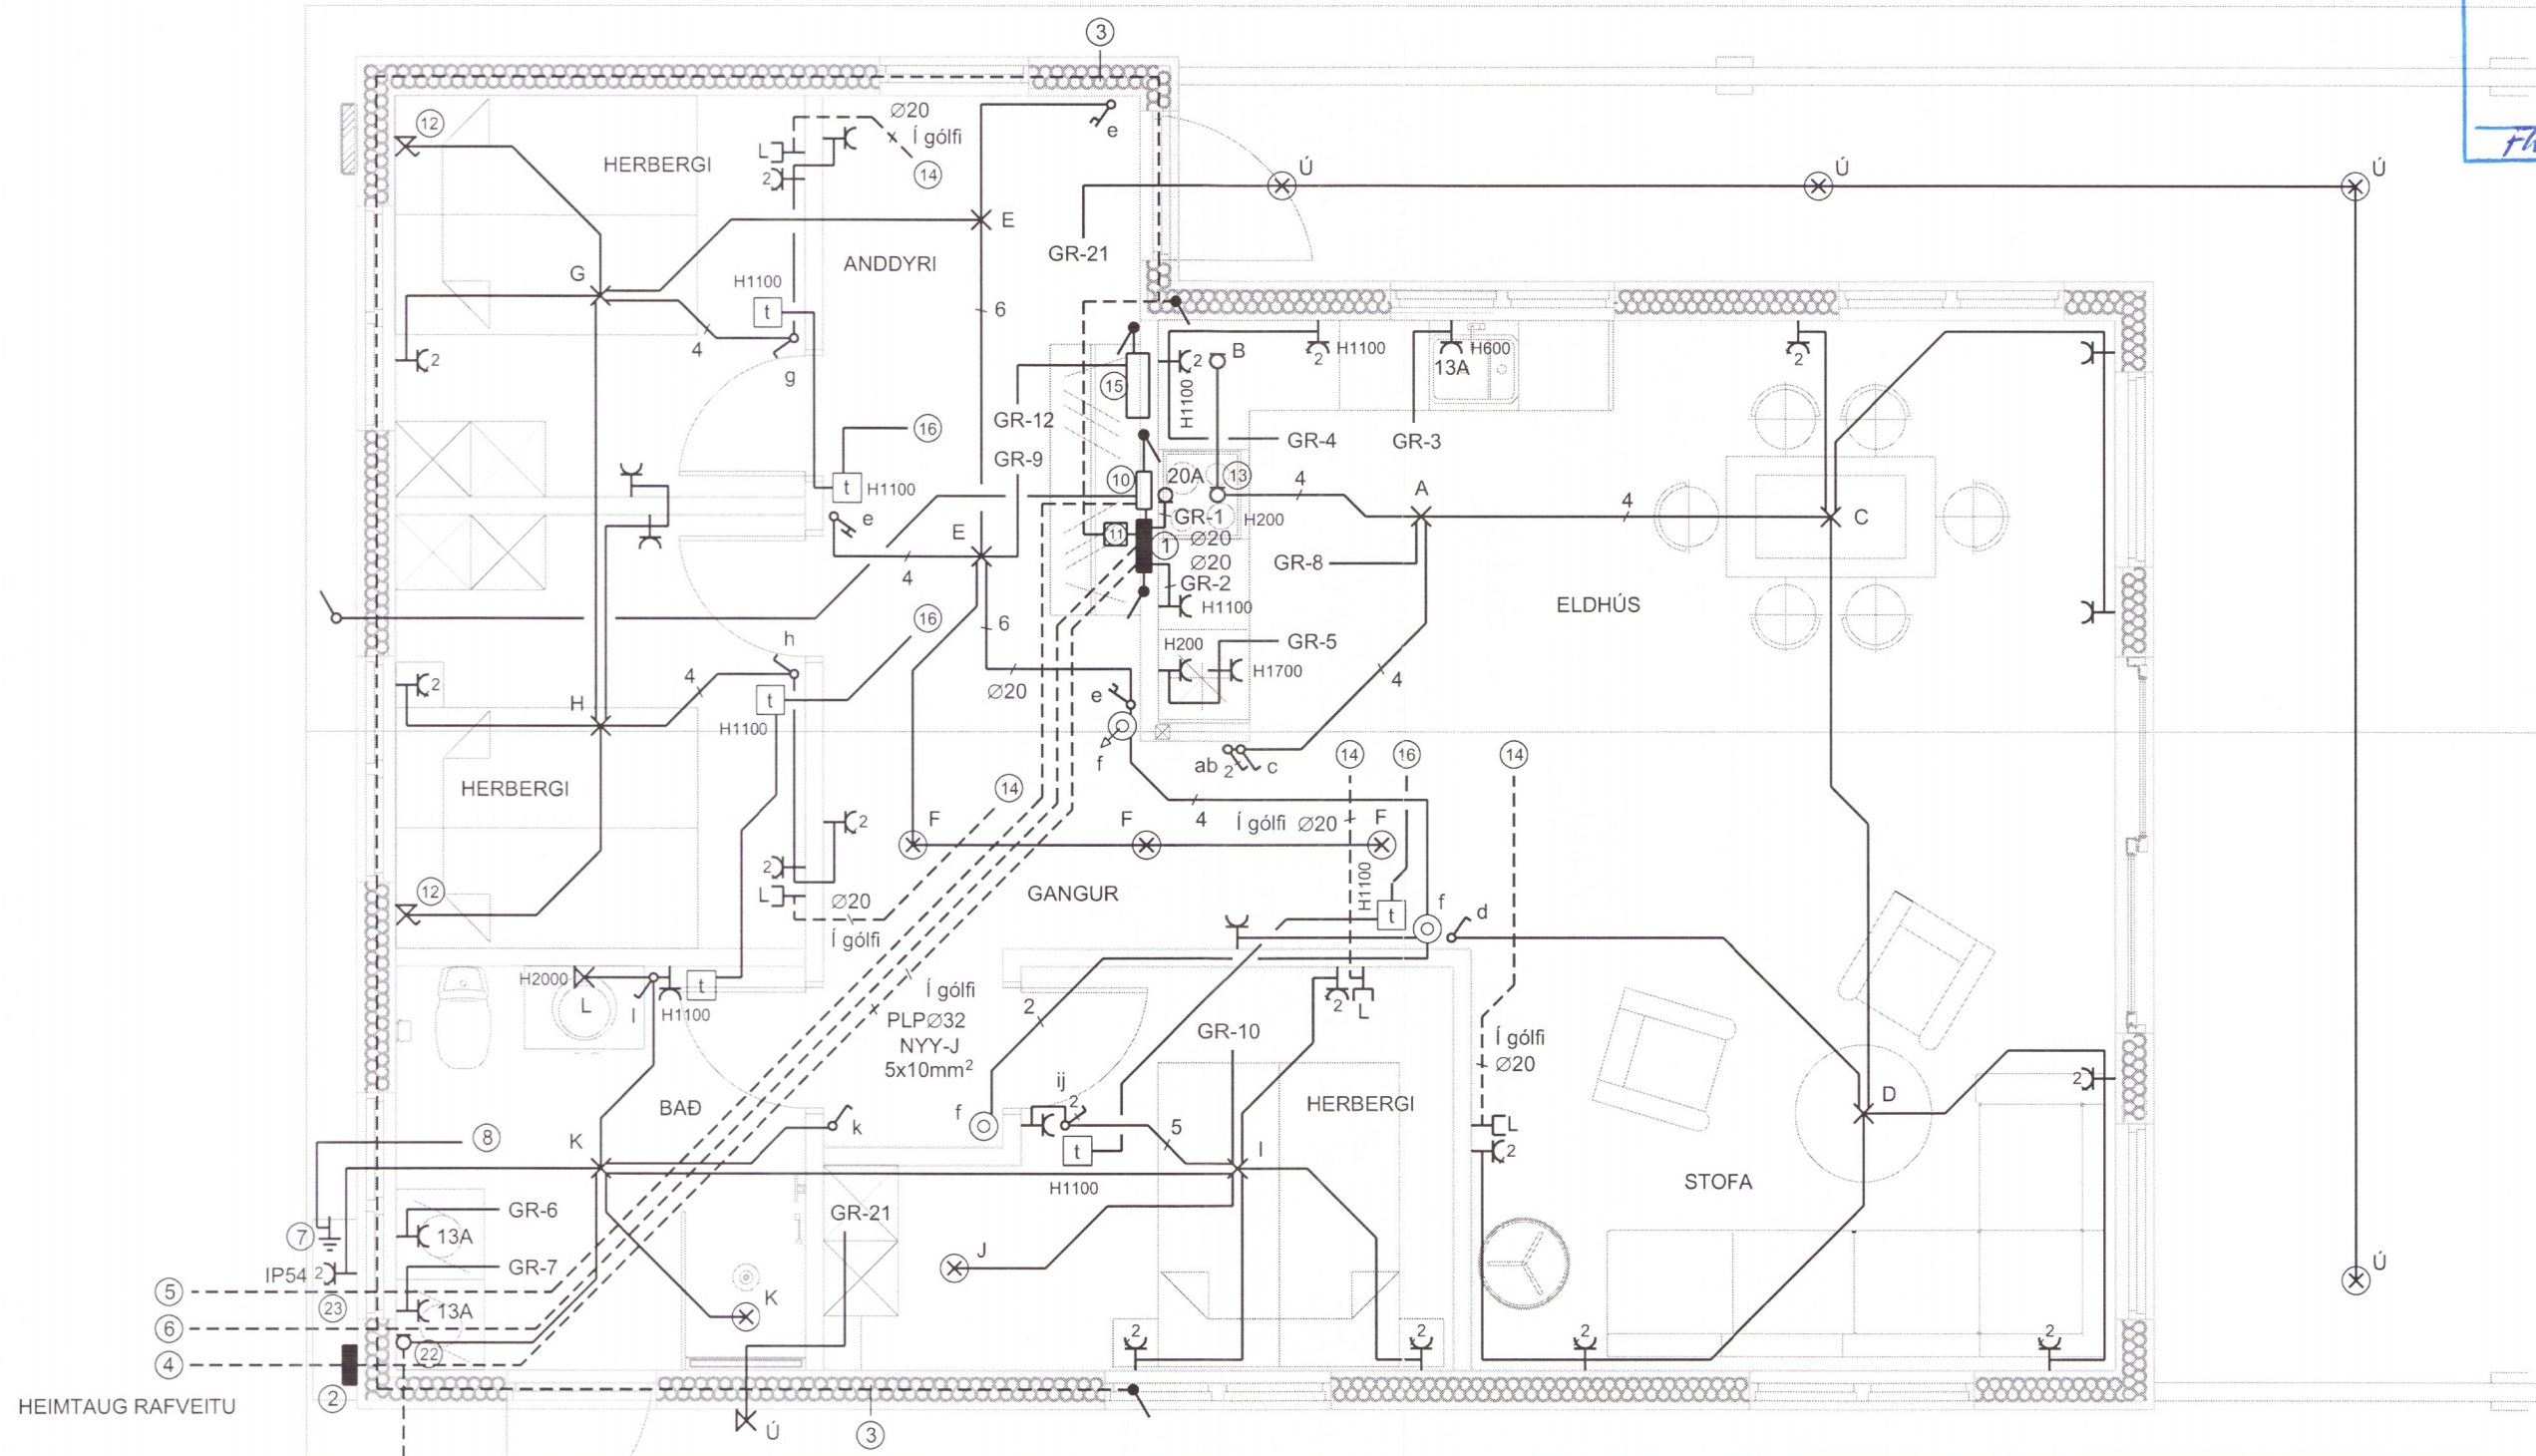 3
Ú
Ú
Ú
12
HERBERGI
Ø20
Í gólfi
14
L
2
e
E
GR-21
ANDDYRI
G
H1100
t
6
4
g
2
15
2
B
2
H1100
H600
13A
2
H1100
GR-12
GR-4
GR-3
16
GR-9
10
20A
13
4
A
4
C
t
H1100
e
E
GR-1
H200
11
1
Ø20
Ø20
GR-8
4
GR-2
H1100
ELDHÚS
h
16
6
H200
GR-5
H1700
4
2
4
H
t
H1100
Ø20
e
f
ab
2
c
14
16
14
HERBERGI
14
4
Í gólfi Ø20
F
F
F
2
2
L
H1100
12
GANGUR
Ø20
Í gólfi
t
f
d
H2000
L
l
H1100
t
Í gólfi
PLPØ32
NYY-J
5x10mm²
2
2
L
GR-10
Í gólfi
Ø20
ij
2
f
t
5
I
H1100
HERBERGI
BAÐ
k
K
8
L
2
D
2
STOFA
GR-6
13A
7
IP54
2
GR-7
13A
GR-21
J
K
5
23
6
22
4
2
2
2
2
2
Ú
HEIMTAUG RAFVEITU
Ú
3